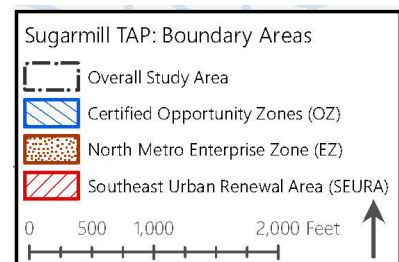 Sugarmill TAP: Boundary Areas
Overall Study Area
Certified Opportunity Zones (OZ)
North Metro Enterprise Zone (EZ)
Southeast Urban Renewal Area (SEURA)
0 500 1,000 2,000 Feet